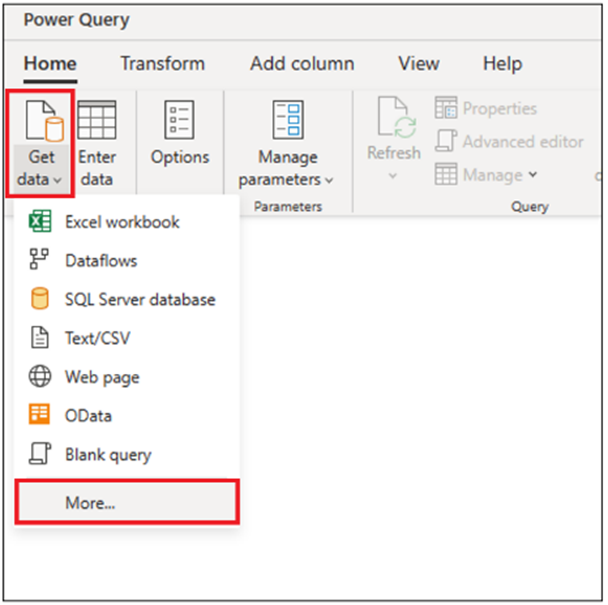 Power Query
Home Transform Add column View Help
Get data
Enter data
Options
Manage parameters
Refresh
Properties
Advanced editor
Manage
Parameters
Query
Excel workbook
Dataflows
SQL Server database
Text/CSV
Web page
OData
Blank query
More...